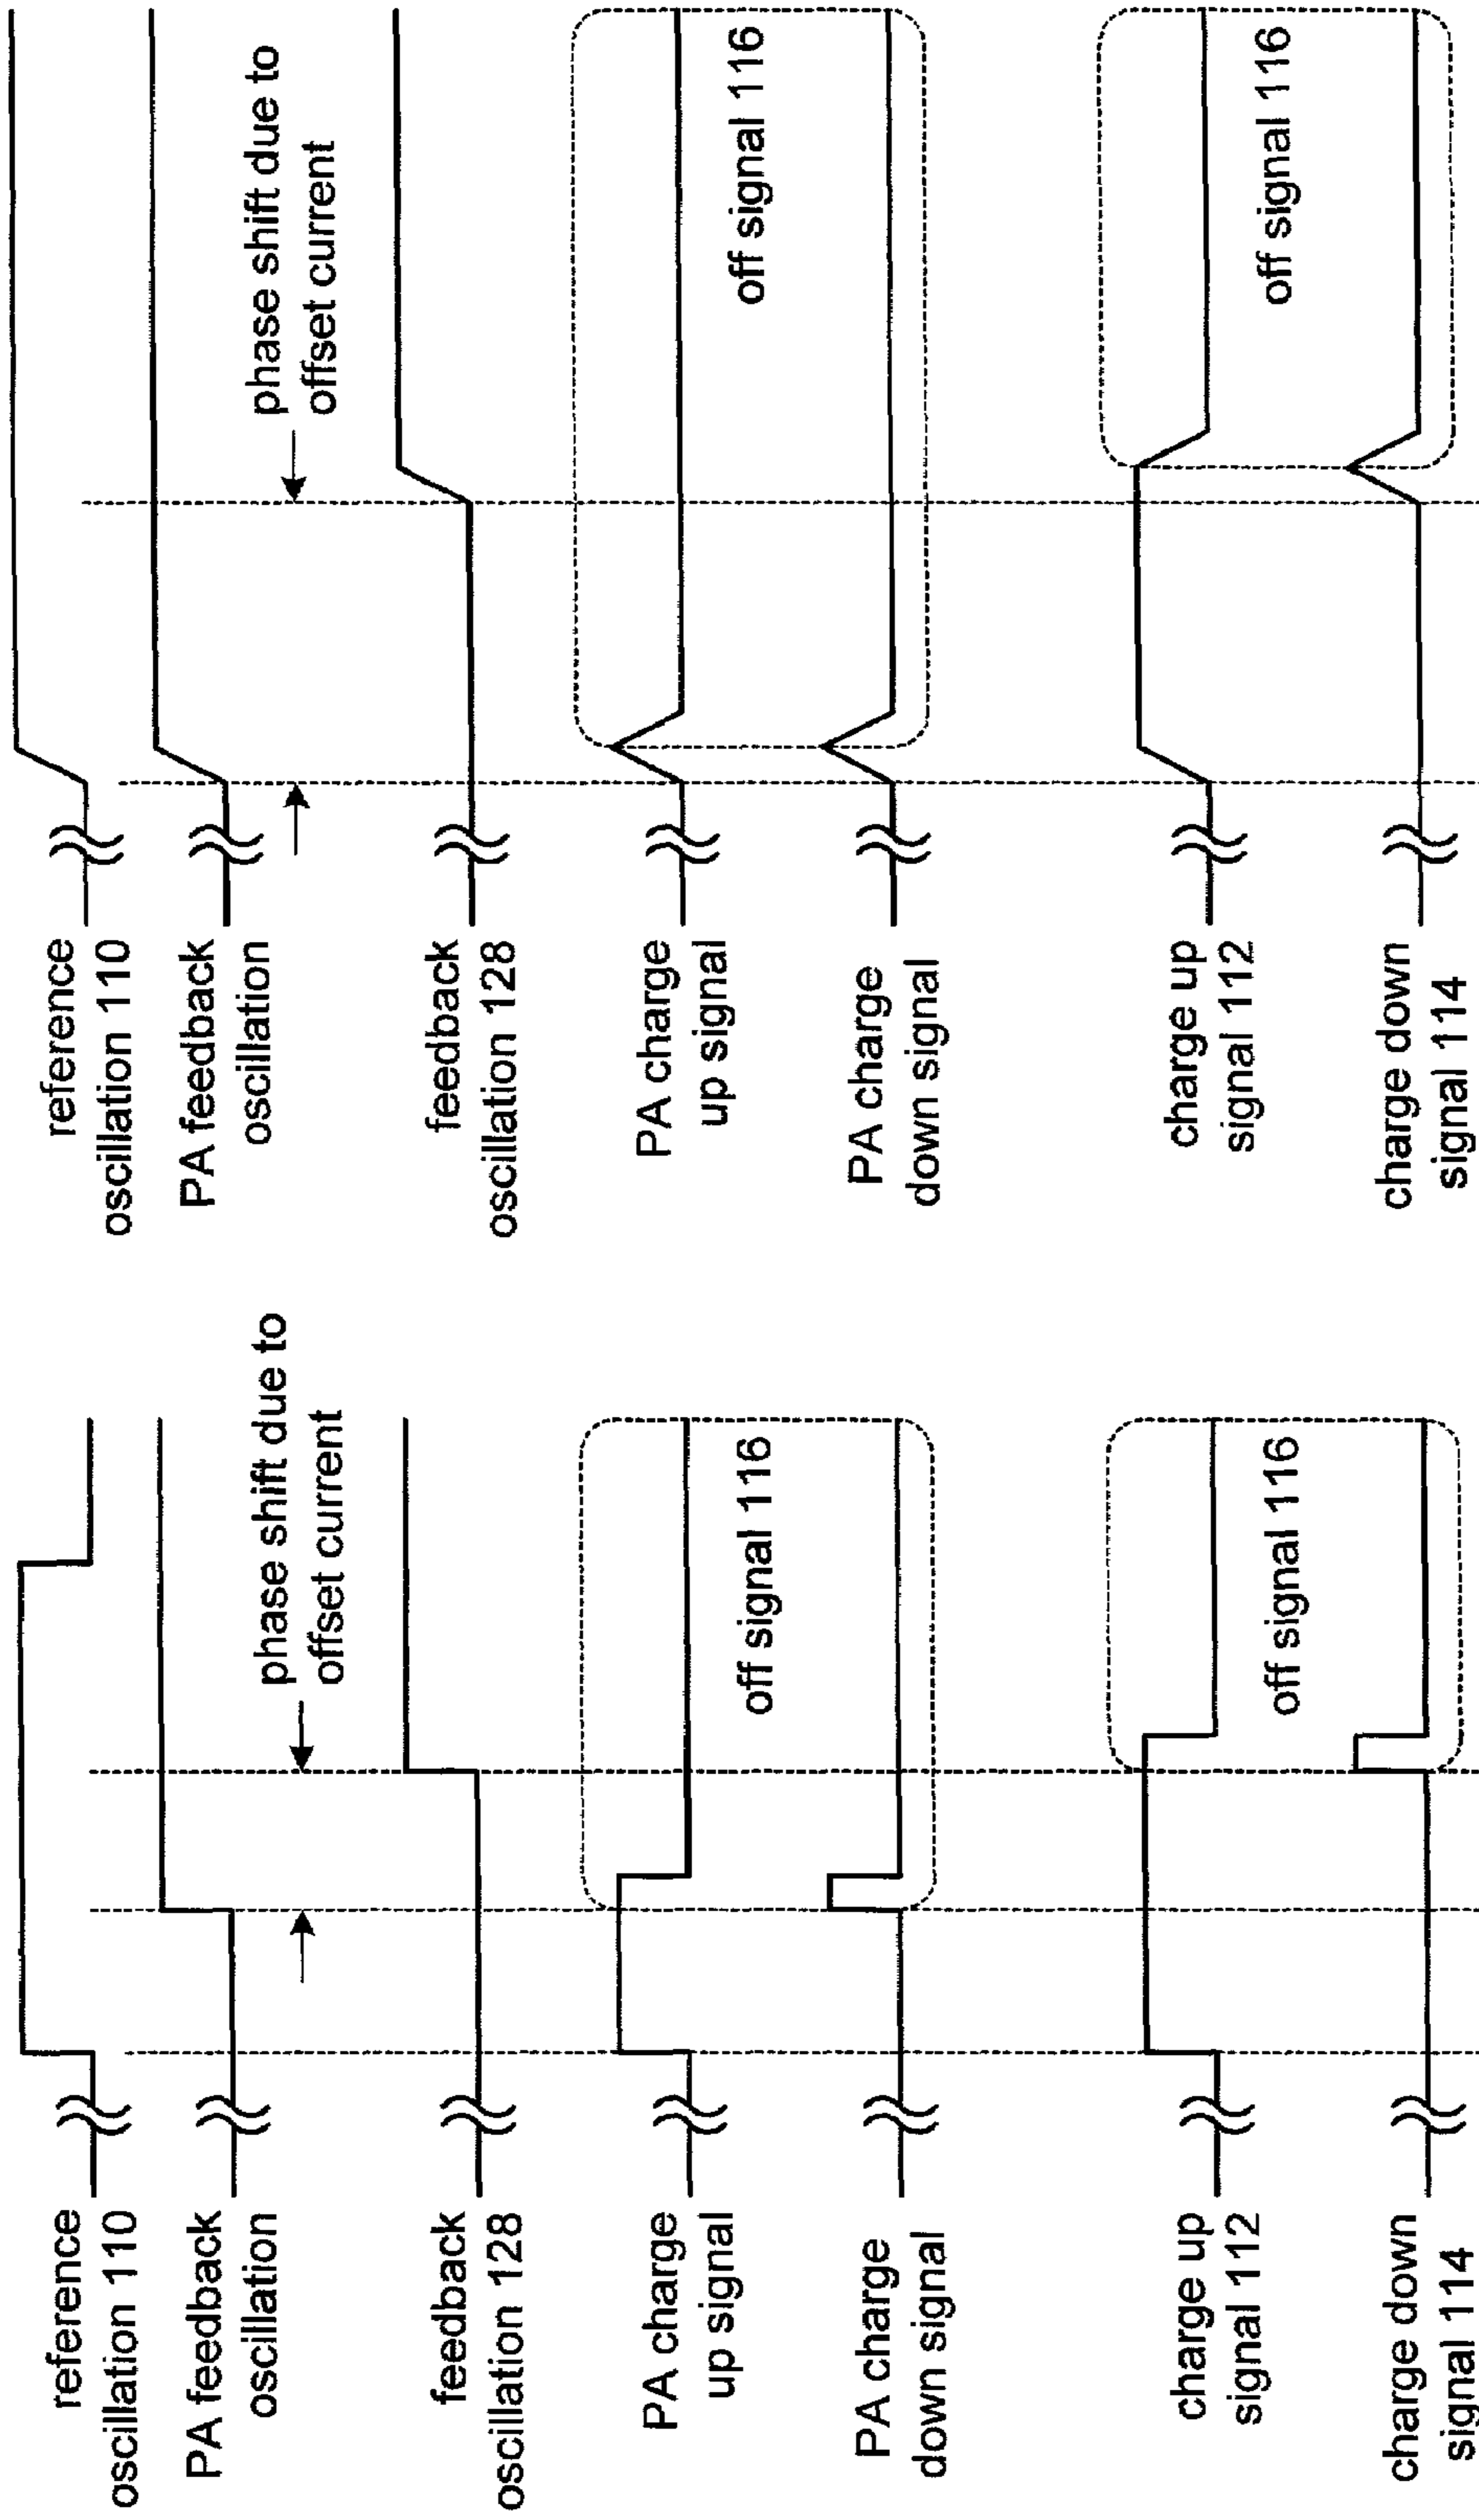 reference
oscillation 110
PA feedback
oscillation
phase shift due to
offset current
feedback
oscillation 128
PA charge
up signal
off signal 116
PA charge
down signal
charge up
signal 112
off signal 116
charge down
signal 114
reference
oscillation 110
PA feedback
oscillation
phase shift due to
offset current
feedback
oscillation 128
PA charge
up signal
off signal 116
PA charge
down signal
charge up
signal 112
off signal 116
charge down
signal 114